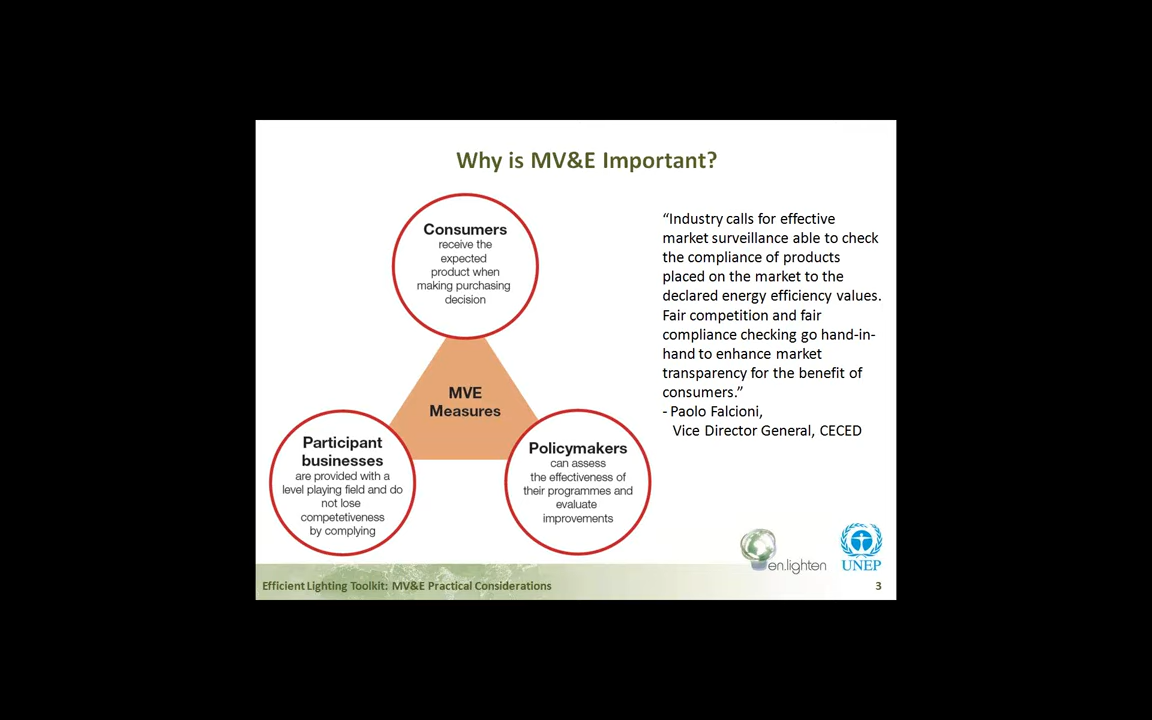 Why is MV&E Important?
Consumers
receive the
expected
product when
making purchasing
decision
MVE
Measures
Participant
businesses
are provided with a
level playing field and do
not lose
competetiveness
by complying
Policymakers
can assess
the effectiveness of
their programmes and
evaluate
improvements
“Industry calls for effective
market surveillance able to check
the compliance of products
placed on the market to the
declared energy efficiency values.
Fair competition and fair
compliance checking go hand-in-
hand to enhance market
transparency for the benefit of
consumers.”
- Paolo Falcioni,
Vice Director General, CECED
en.lighten
UNEP
Efficient Lighting Toolkit: MV&E Practical Considerations
3